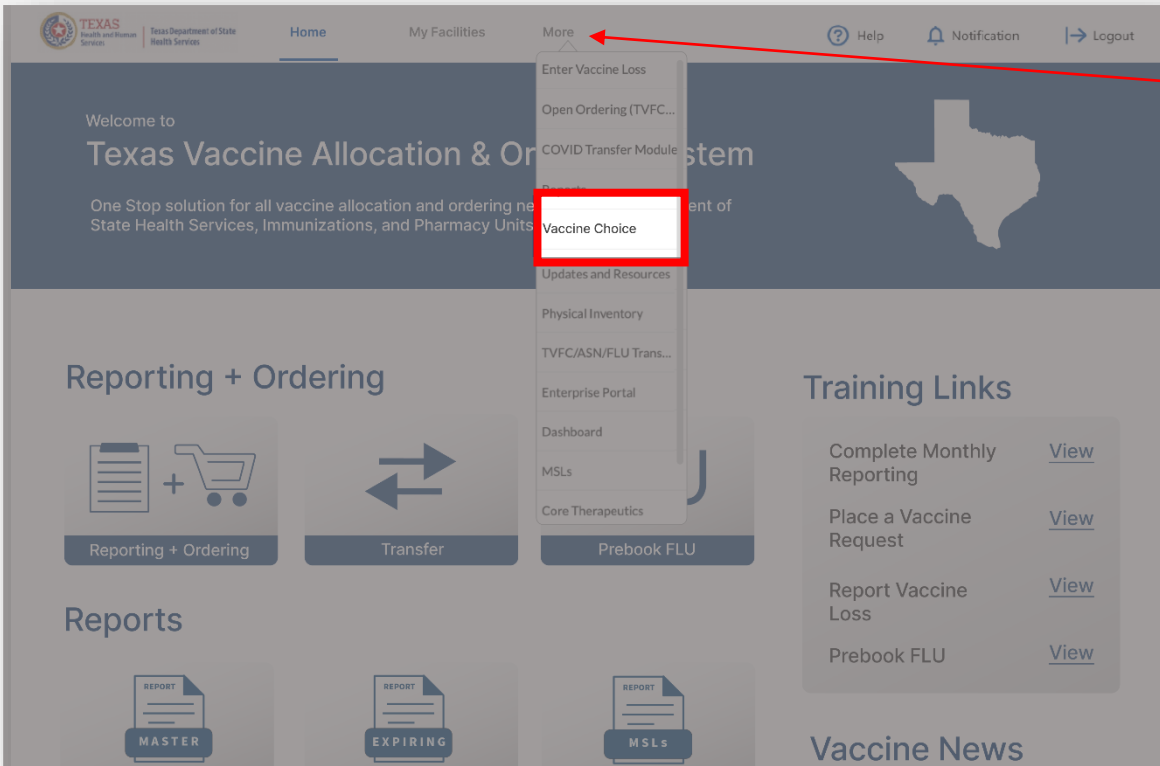 TEXAS
Health and Human
Services
Texas Department of State
Health Services
Home
My Facilities
More
Help
Notification
Logout
Enter Vaccine Loss
Open Ordering (TVFC...
COVID Transfer Module
Reports
Vaccine Choice
Updates and Resources
Physical Inventory
TVFC/ASN/FLU Trans...
Enterprise Portal
Dashboard
MSLs
Core Therapeutics
Welcome to
Texas Vaccine Allocation & Or stem
One Stop solution for all vaccine allocation and ordering ne ent of
State Health Services, Immunizations, and Pharmacy Units
Reporting + Ordering
Reporting + Ordering
Transfer
Prebook FLU
Training Links
Complete Monthly
Reporting
View
Place a Vaccine
Request
View
Report Vaccine
Loss
View
Prebook FLU
View
Reports
REPORT
MASTER
REPORT
EXPIRING
REPORT
MSLs
Vaccine News